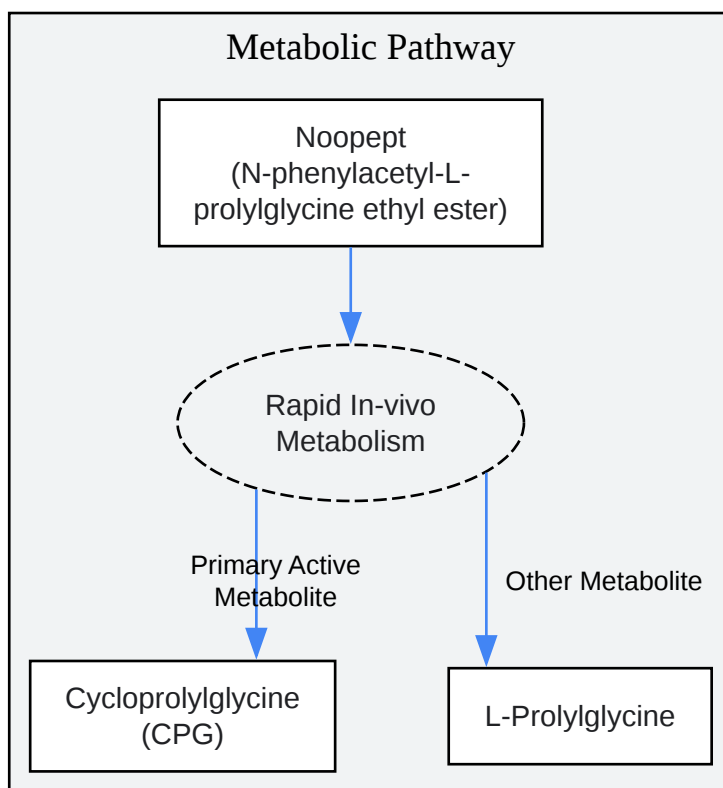 Metabolic Pathway
Noopept
(N-phenylacetyl-L-
prolylglycine ethyl ester)
Rapid In-vivo
Metabolism
Primary Active
Metabolite
Other Metabolite
Cycloprolylglycine
(CPG)
L-Prolylglycine